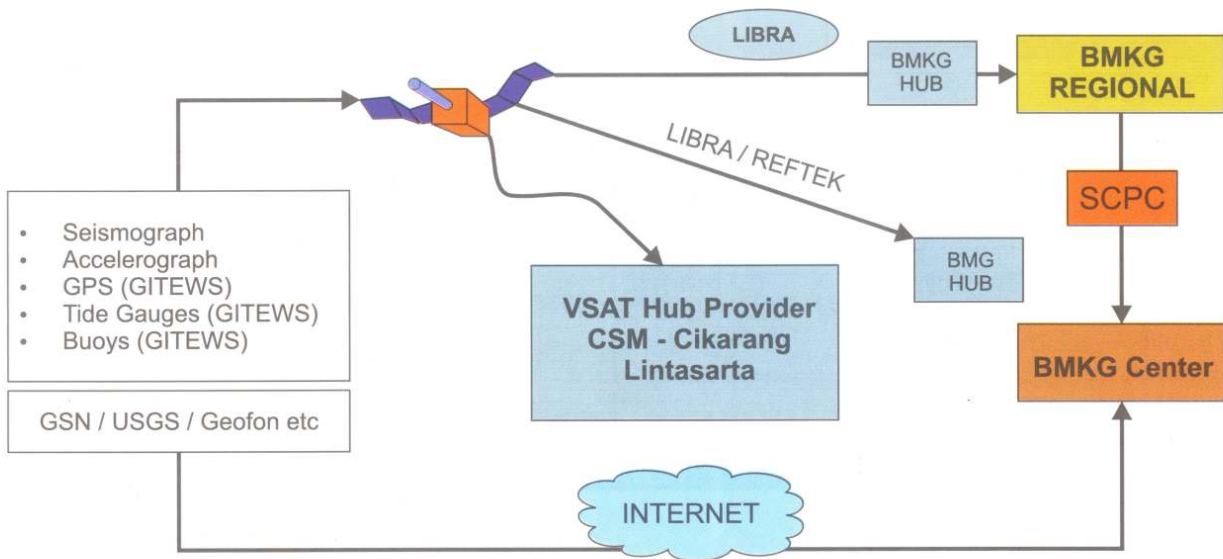 LIBRA
BMKG
HUB
BMKG
REGIONAL
LIBRA / REFTEK
SCPC
• Seismograph
• Accelerograph
• GPS (GITEWS)
• Tide Gauges (GITEWS)
• Buoys (GITEWS)
BMG
HUB
VSAT Hub Provider
CSM - Cikarang
Lintasarta
BMKG Center
GSN / USGS / Geofon etc
INTERNET